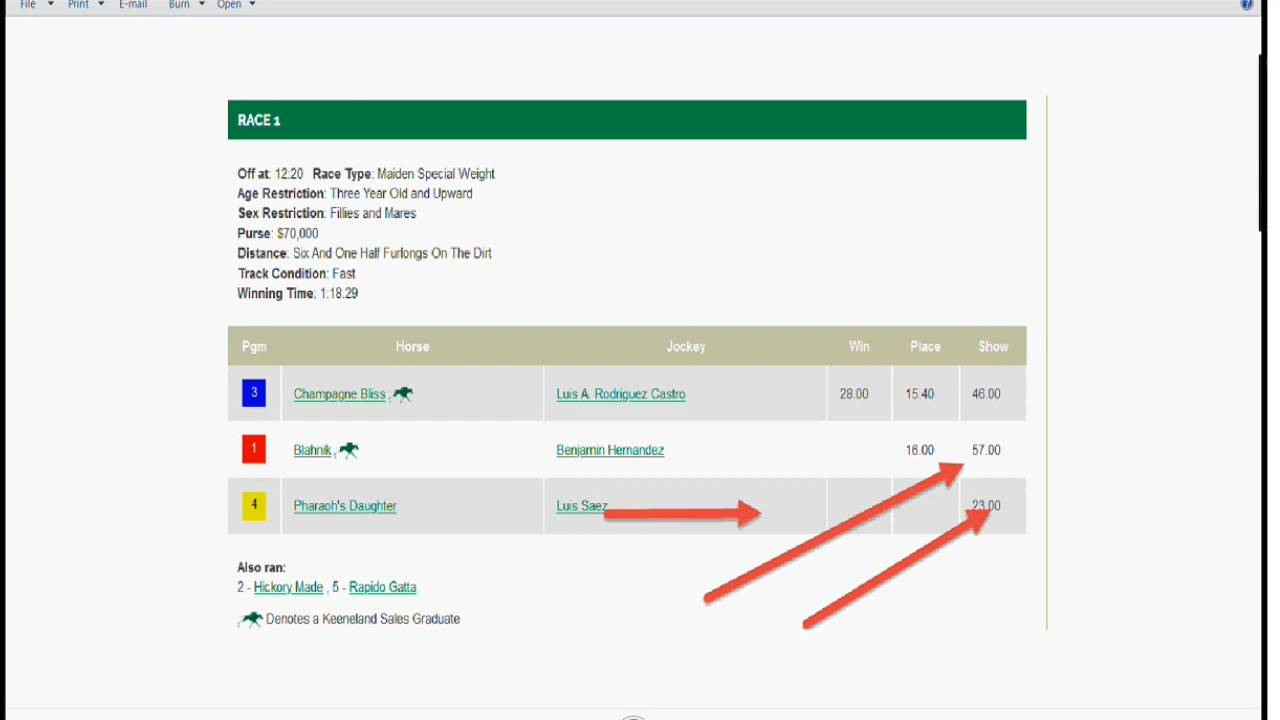 File Print E-mail Burn Open
RACE 1
Off at: 12:20 Race Type: Maiden Special Weight
Age Restriction: Three Year Old and Upward
Sex Restriction: Fillies and Mares
Purse: $70,000
Distance: Six And One Half Furlongs On The Dirt
Track Condition: Fast
Winning Time: 1:18.29
Pgm Horse Jockey Win Place Show
3 Champagne Bliss, Luis A. Rodriguez Castro 28.00 15.40 46.00
1 Blahnik, Benjamin Hernandez 16.00 57.00
4 Pharaoh's Daughter Luis Saez 23.00
Also ran:
2 - Hickory Made , 5 - Rapido Gatta
Denotes a Keeneland Sales Graduate